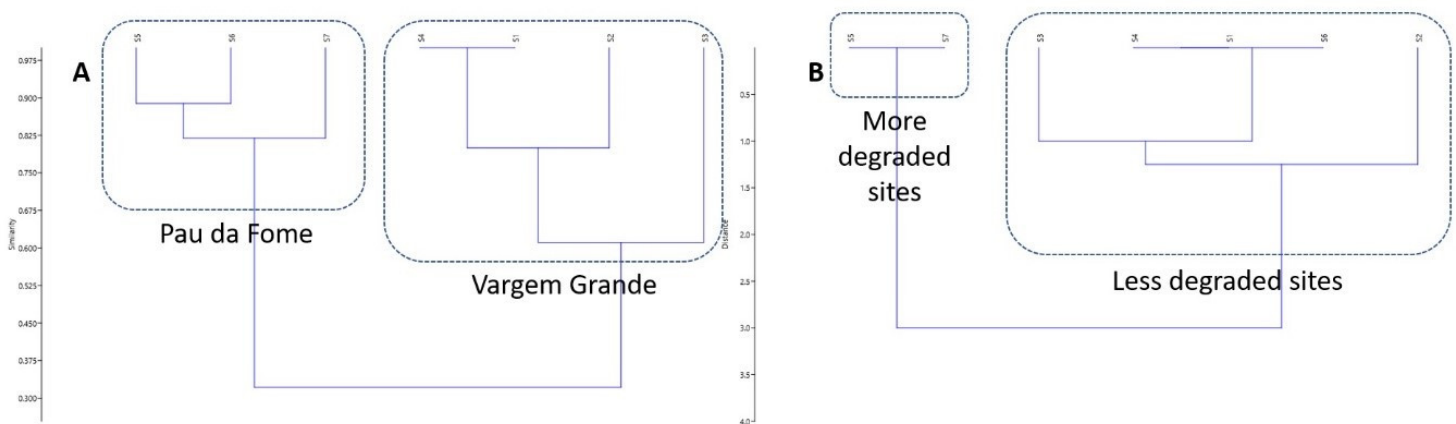 A
S5
S6
S7
S4
S1
S2
S3
0.975
0.900
0.825
0.750
0.675
0.600
0.525
0.450
0.375
0.300
Similarity
Pau da Fome
Vargem Grande
B
S5
S7
S3
S4
S1
S6
S2
0.5
1.0
1.5
2.0
2.5
3.0
3.5
4.0
Distance
More
degraded
sites
Less degraded sites